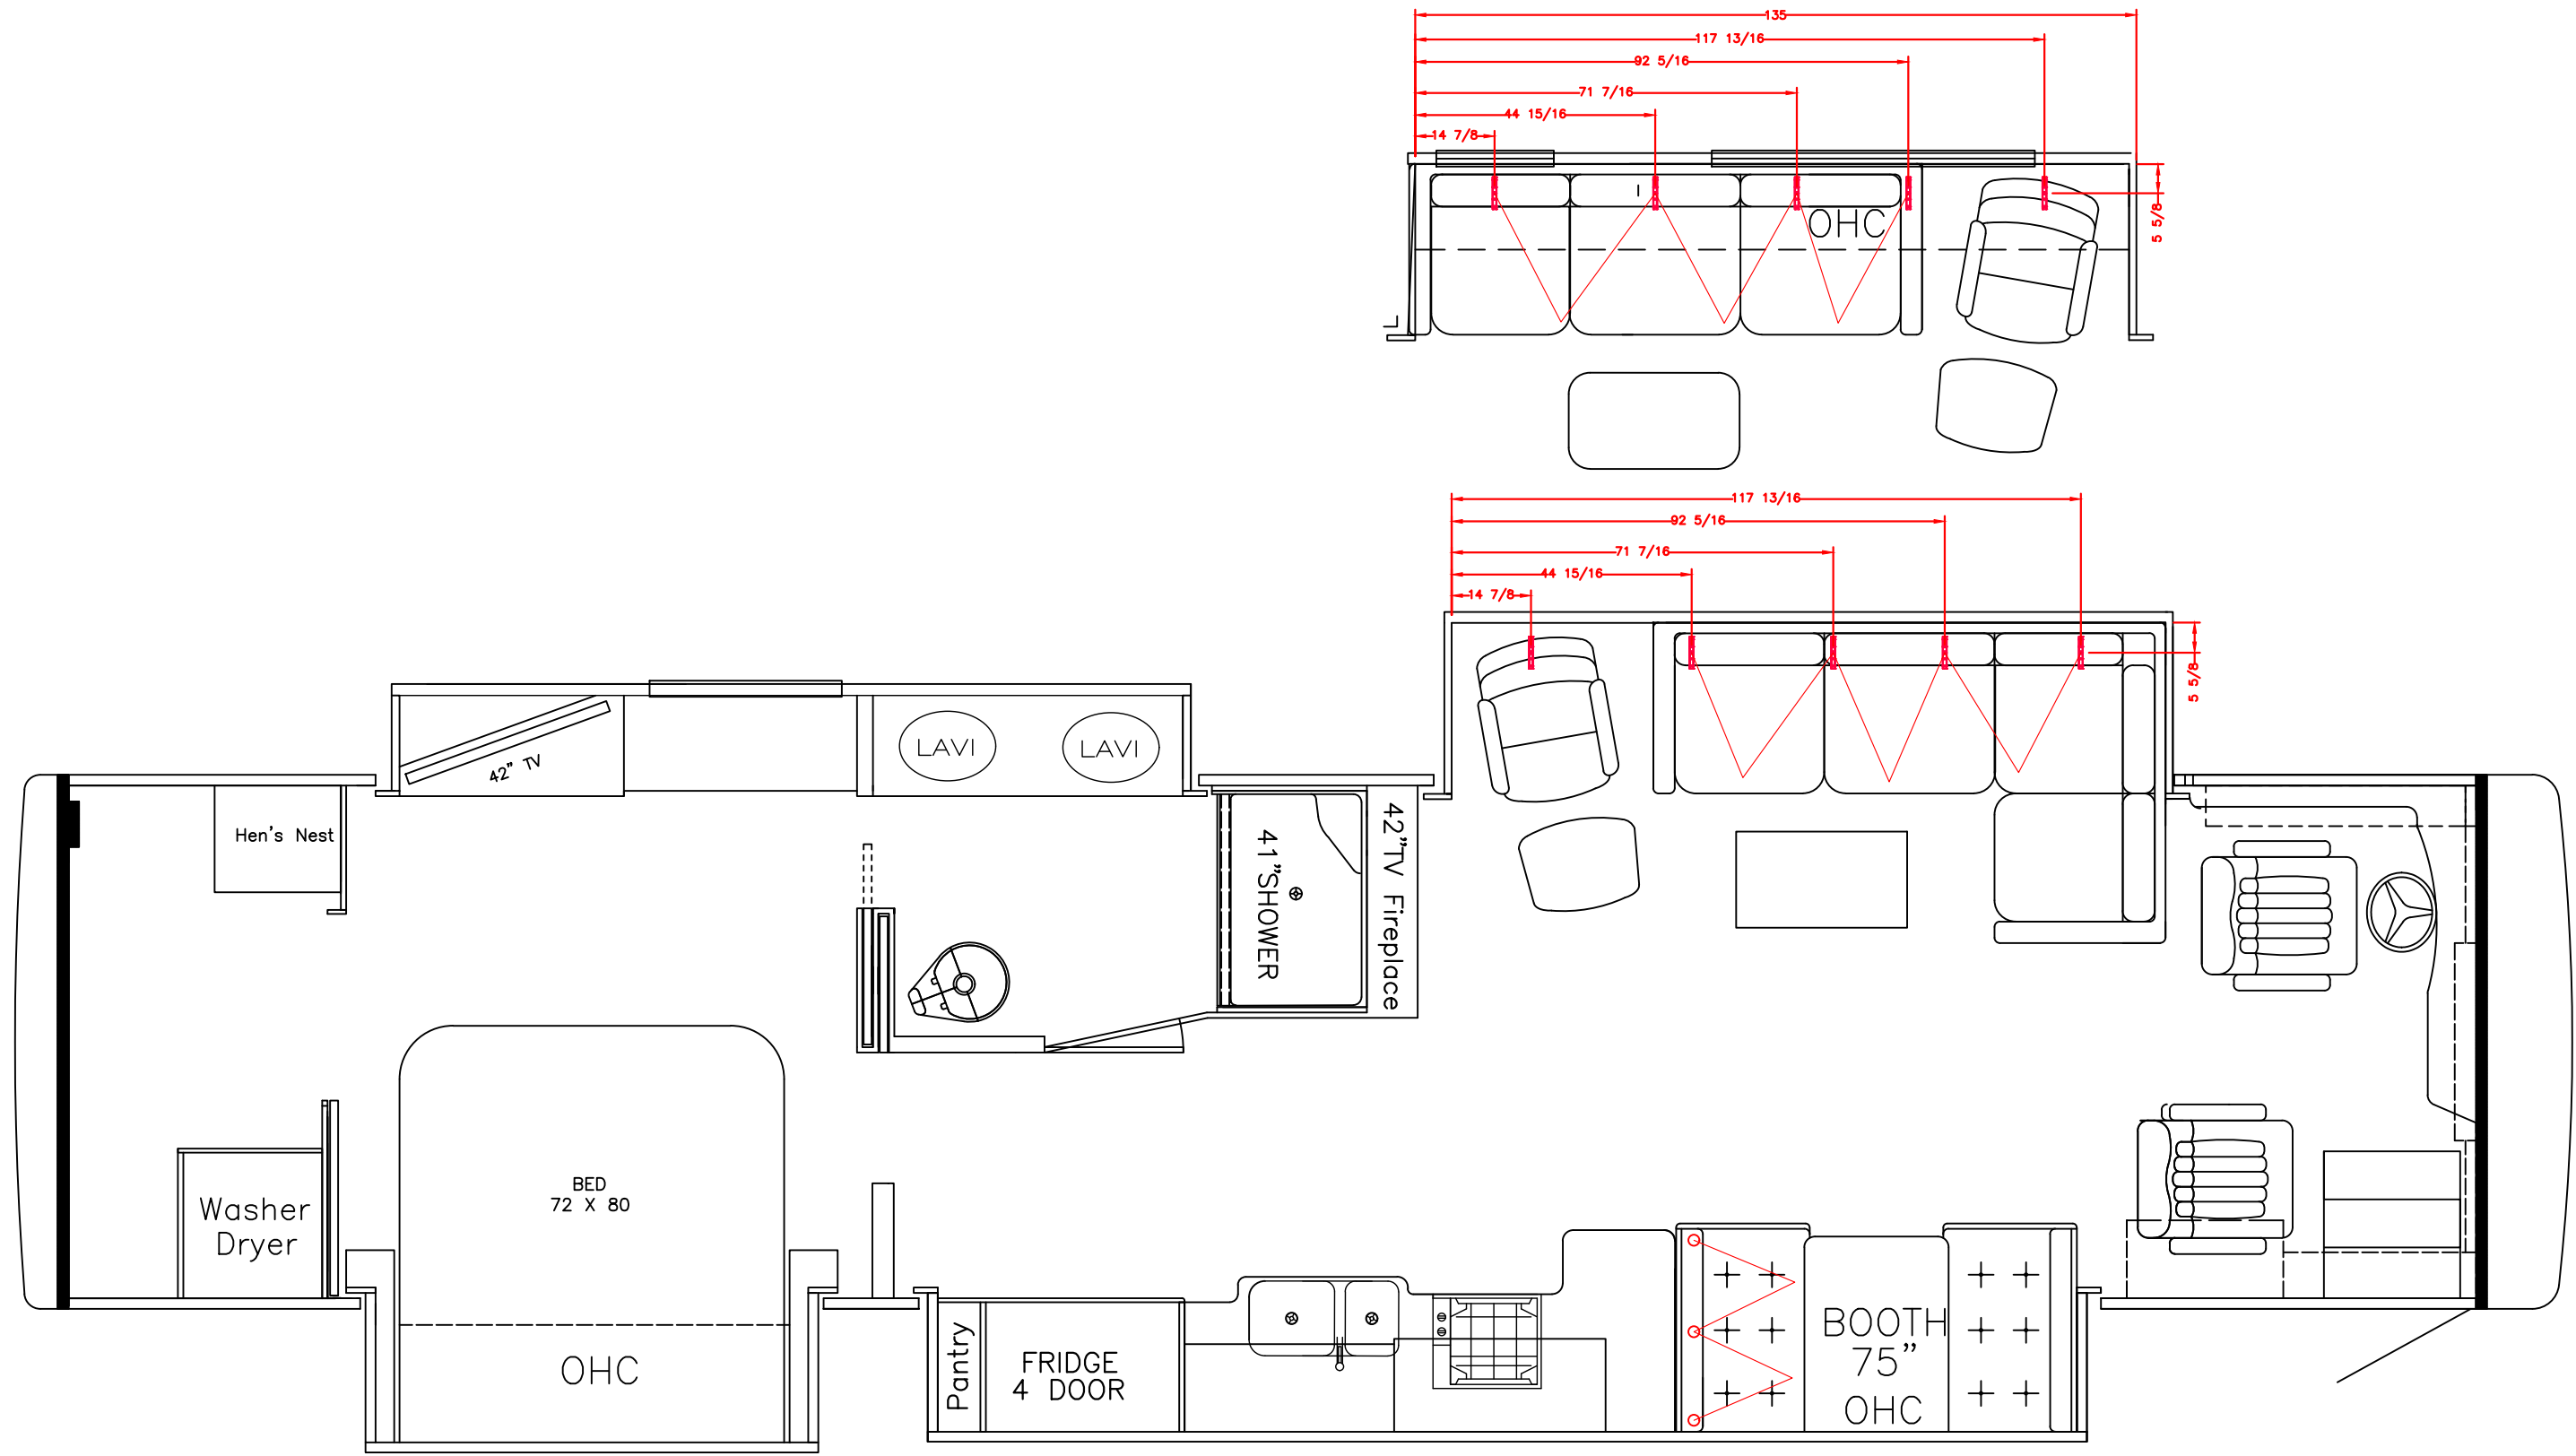 135
117 13/16
92 5/16
71 7/16
44 15/16
14 7/8
5 5/8
OHC
117 13/16
92 5/16
71 7/16
44 15/16
14 7/8
5 5/8
42" TV
LAVI
LAVI
Hen's Nest
41"SHOWER
42"TV Fireplace
BED
72 X 80
Washer
Dryer
OHC
Pantry
FRIDGE
4 DOOR
BOOTH
75"
OHC